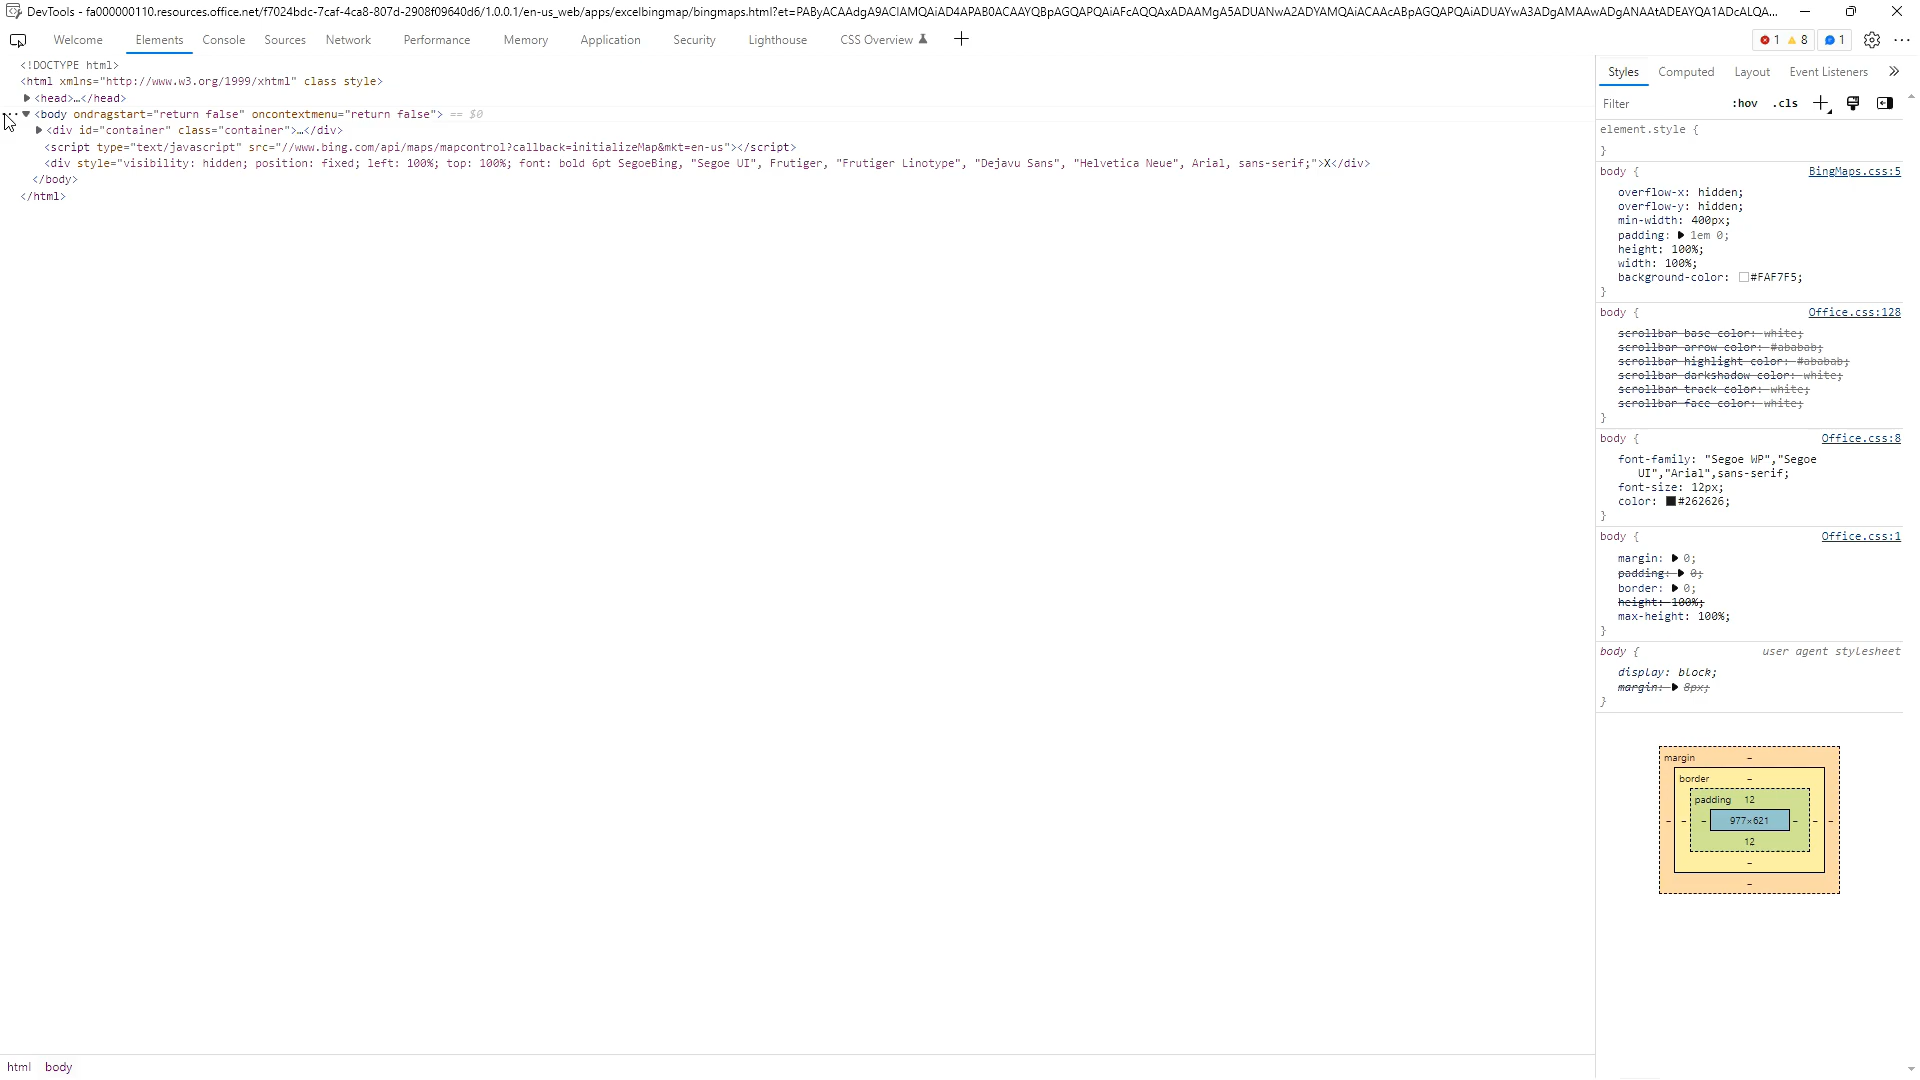 DevTools - fa000000110.resources.office.net/f7024bdc-7caf-4ca8-807d-2908f09640d6/1.0.0.1/en-us_web/apps/excelbingmap/bingmaps.html?et=PAByACAAdgA9ACIAMQAiAD4APAB0ACAAYQBpAGQAPQAiAFcAQQAxADAAMgA5ADUANwA2ADYAMQAiACAAcABpAGQAPQAiADUAYwA3ADgAMAAwADgANAAtADEAYQA1ADcALQA...
Welcome Elements Console Sources Network Performance Memory Application Security Lighthouse CSS Overview 1 8 1
<!DOCTYPE html>
<html xmlns="http://www.w3.org/1999/xhtml" class style>
<head>…</head>
<body ondragstart="return false" oncontextmenu="return false"> == $0
<div id="container" class="container">…</div>
<script type="text/javascript" src="//www.bing.com/api/maps/mapcontrol?callback=initializeMap&mkt=en-us"></script>
<div style="visibility: hidden; position: fixed; left: 100%; top: 100%; font: bold 6pt SegoeBing, "Segoe UI", Frutiger, "Frutiger Linotype", "Dejavu Sans", "Helvetica Neue", Arial, sans-serif;">X</div>
</body>
</html>
html body
Styles Computed Layout Event Listeners
Filter :hov .cls
element.style {
}
body { BingMaps.css:5
overflow-x: hidden;
overflow-y: hidden;
min-width: 400px;
padding: 1em 0;
height: 100%;
width: 100%;
background-color: #FAF7F5;
}
body { Office.css:128
scrollbar-base-color: white;
scrollbar-arrow-color: #ababab;
scrollbar-highlight-color: #ababab;
scrollbar-darkshadow-color: white;
scrollbar-track-color: white;
scrollbar-face-color: white;
}
body { Office.css:8
font-family: "Segoe WP","Segoe
UI","Arial",sans-serif;
font-size: 12px;
color: #262626;
}
body { Office.css:1
margin: 0;
padding: 0;
border: 0;
height: 100%;
max-height: 100%;
}
body { user agent stylesheet
display: block;
margin: 8px;
}
margin -
border -
padding 12
- - - 977×621 - - -
12
-
-